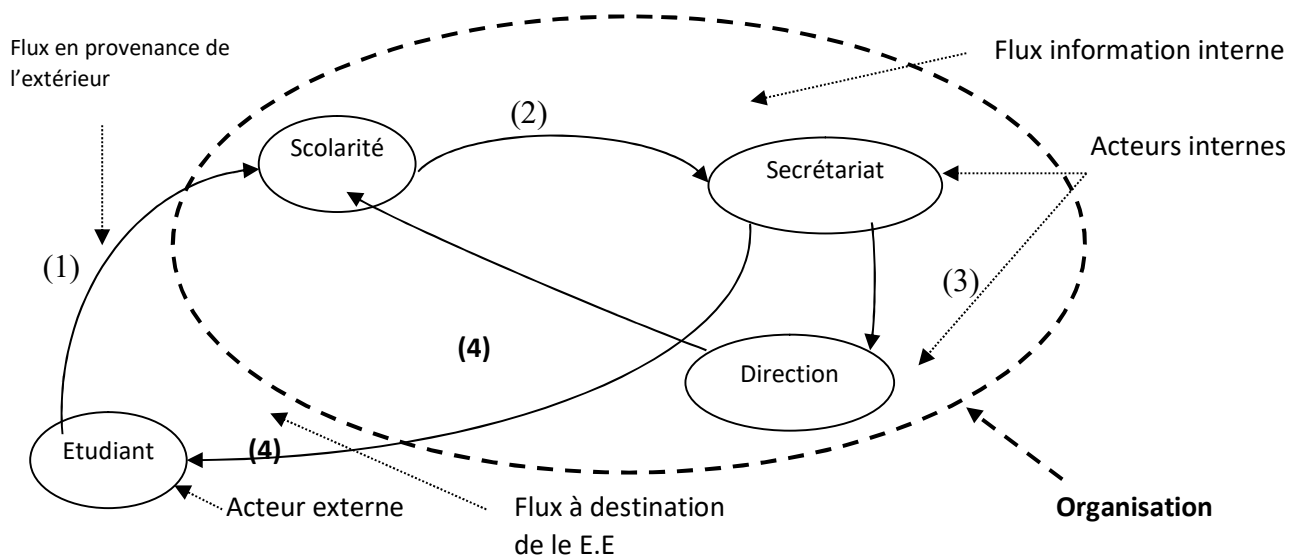 Flux en provenance de
l’extérieur
Flux information interne
(2)
Scolarité
Secrétariat
Acteurs internes
(1)
(3)
(4)
Direction
Etudiant
(4)
Acteur externe
Flux à destination
de le E.E
Organisation